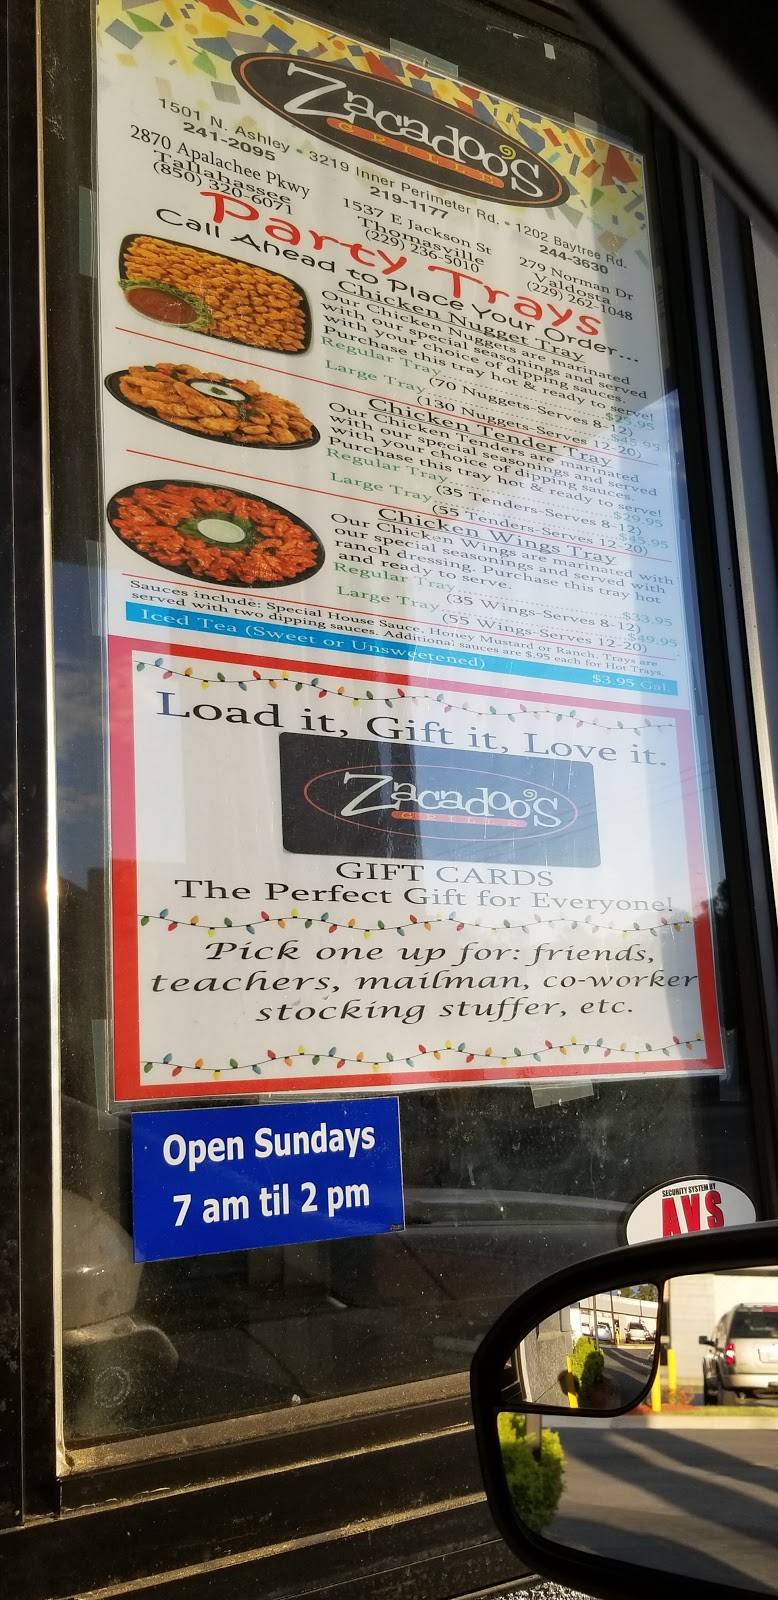 Zacadoo's
GRILLE
1501 N. Ashley • 3219 Inner Perimeter Rd. • 1202 Baytree Rd.
241-2095 219-1177 244-3630
2870 Apalachee Pkwy 1537 E Jackson St 279 Norman Dr
Tallahassee Thomasville Valdosta
(850) 320-6071 (229) 236-5010 (229) 262-1048
Party Trays
Call Ahead to Place Your Order...
Chicken Nugget Tray
Our Chicken Nuggets are marinated
with our special seasonings and served
with your choice of dipping sauces.
Purchase this tray hot & ready to serve!
Regular Tray
(70 Nuggets-Serves 8-12)
Large Tray $45.95
(130 Nuggets-Serves 12-20)
Chicken Tender Tray
Our Chicken Tenders are marinated
with our special seasonings and served
with your choice of dipping sauces.
Purchase this tray hot & ready to serve!
Regular Tray $29.95
(35 Tenders-Serves 8-12)
Large Tray $45.95
(55 Tenders-Serves 12-20)
Chicken Wings Tray
Our Chicken Wings are marinated with
our special seasonings and served with
ranch dressing. Purchase this tray hot
and ready to serve.
Regular Tray $33.95
(35 Wings-Serves 8-12)
Large Tray $49.95
(55 Wings-Serves 12-20)
Sauces include: Special House Sauce, Honey Mustard or Ranch. Trays are
served with two dipping sauces. Additional sauces are $.95 each for Hot Trays.
Iced Tea (Sweet or Unsweetened) $3.95 Gal.
Load it, Gift it, Love it.
Zacadoo's
GRILLE
GIFT CARDS
The Perfect Gift for Everyone!
Pick one up for: friends,
teachers, mailman, co-worker
stocking stuffer, etc.
Open Sundays
7 am til 2 pm
SECURITY SYSTEM BY
AVS